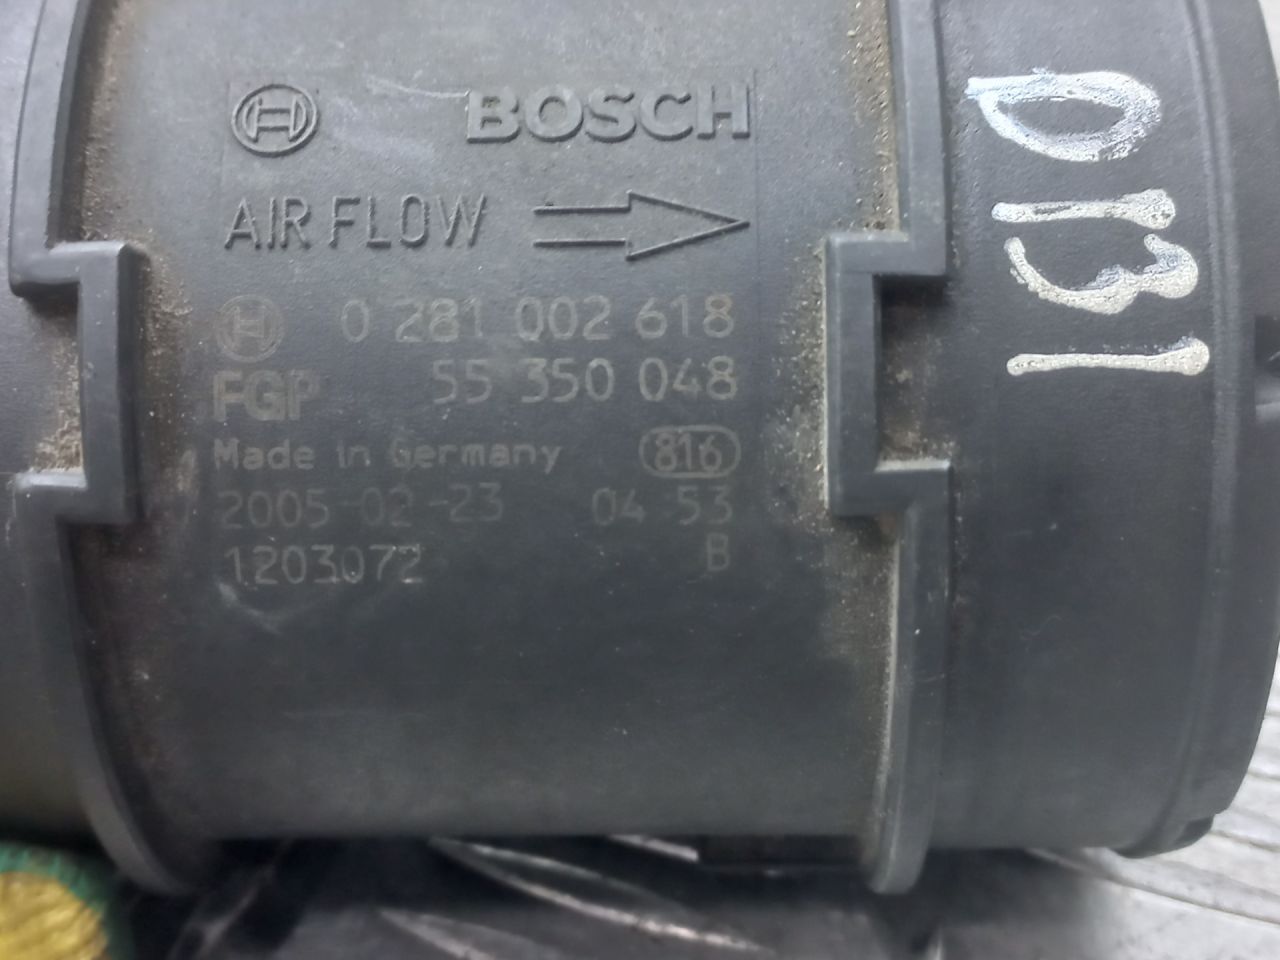 BOSCH
AIR FLOW
0 281 002 618
FGP 55 350 048
Made in Germany 816
2005-02-23 04 53
1203072 B
D131